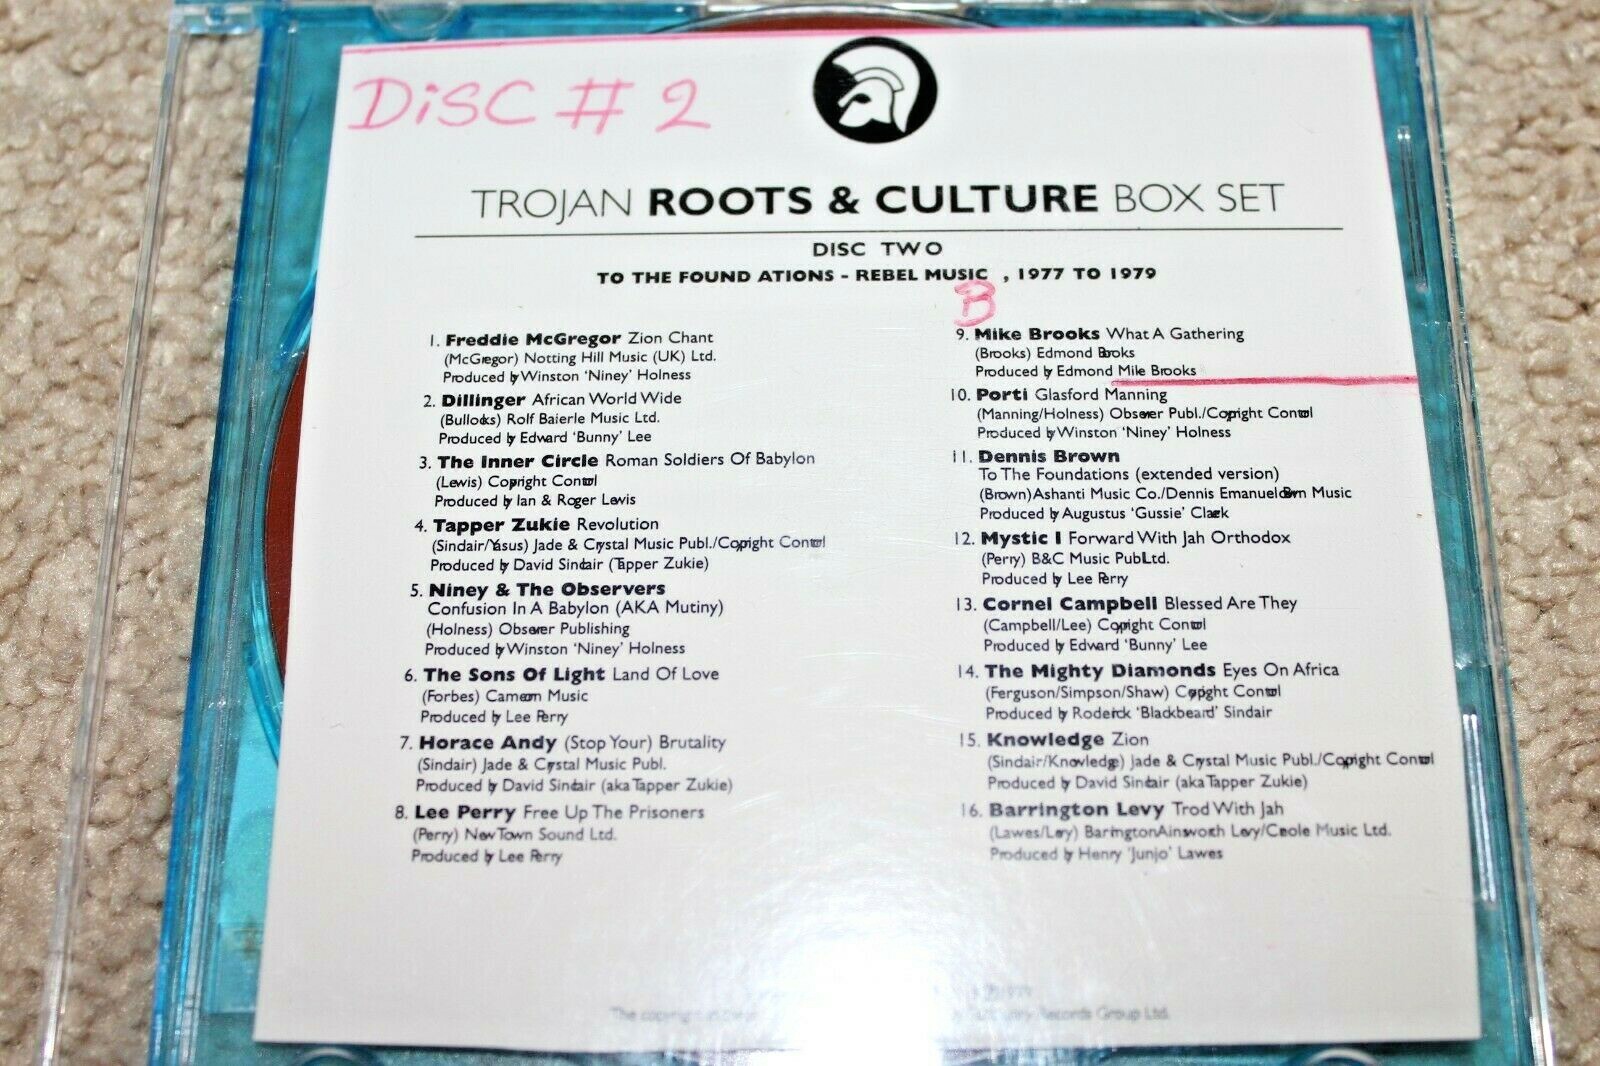 DiSC # 2
TROJAN ROOTS & CULTURE BOX SET
DISC TWO
TO THE FOUND ATIONS - REBEL MUSIC , 1977 TO 1979
1. Freddie McGregor Zion Chant
(McGregor) Notting Hill Music (UK) Ltd.
Produced by Winston 'Niney' Holness
2. Dillinger African World Wide
(Bullocks) Rolf Baierle Music Ltd.
Produced by Edward 'Bunny' Lee
3. The Inner Circle Roman Soldiers Of Babylon
(Lewis) Copyright Control
Produced by Ian & Roger Lewis
4. Tapper Zukie Revolution
(Sinclair/Yasus) Jade & Crystal Music Publ./Copyright Control
Produced by David Sinclair (Tapper Zukie)
5. Niney & The Observers
Confusion In A Babylon (AKA Mutiny)
(Holness) Observer Publishing
Produced by Winston 'Niney' Holness
6. The Sons Of Light Land Of Love
(Forbes) Cameron Music
Produced by Lee Perry
7. Horace Andy (Stop Your) Brutality
(Sinclair) Jade & Crystal Music Publ.
Produced by David Sinclair (aka Tapper Zukie)
8. Lee Perry Free Up The Prisoners
(Perry) New Town Sound Ltd.
Produced by Lee Perry
B
9. Mike Brooks What A Gathering
(Brooks) Edmond Brooks
Produced by Edmond Mike Brooks
10. Porti Glasford Manning
(Manning/Holness) Observer Publ./Copyright Control
Produced by Winston 'Niney' Holness
11. Dennis Brown
To The Foundations (extended version)
(Brown) Ashanti Music Co./Dennis Emanuel Brown Music
Produced by Augustus 'Gussie' Clarke
12. Mystic I Forward With Jah Orthodox
(Perry) B&C Music Publ.Ltd.
Produced by Lee Perry
13. Cornel Campbell Blessed Are They
(Campbell/Lee) Copyright Control
Produced by Edward 'Bunny' Lee
14. The Mighty Diamonds Eyes On Africa
(Ferguson/Simpson/Shaw) Copyright Control
Produced by Roderick 'Blackbeard' Sinclair
15. Knowledge Zion
(Sinclair/Knowledge) Jade & Crystal Music Publ./Copyright Control
Produced by David Sinclair (aka Tapper Zukie)
16. Barrington Levy Trod With Jah
(Lawes/Levy) Barrington Ainsworth Levy/Creole Music Ltd.
Produced by Henry 'Junjo' Lawes
The copyright Records Group Ltd.